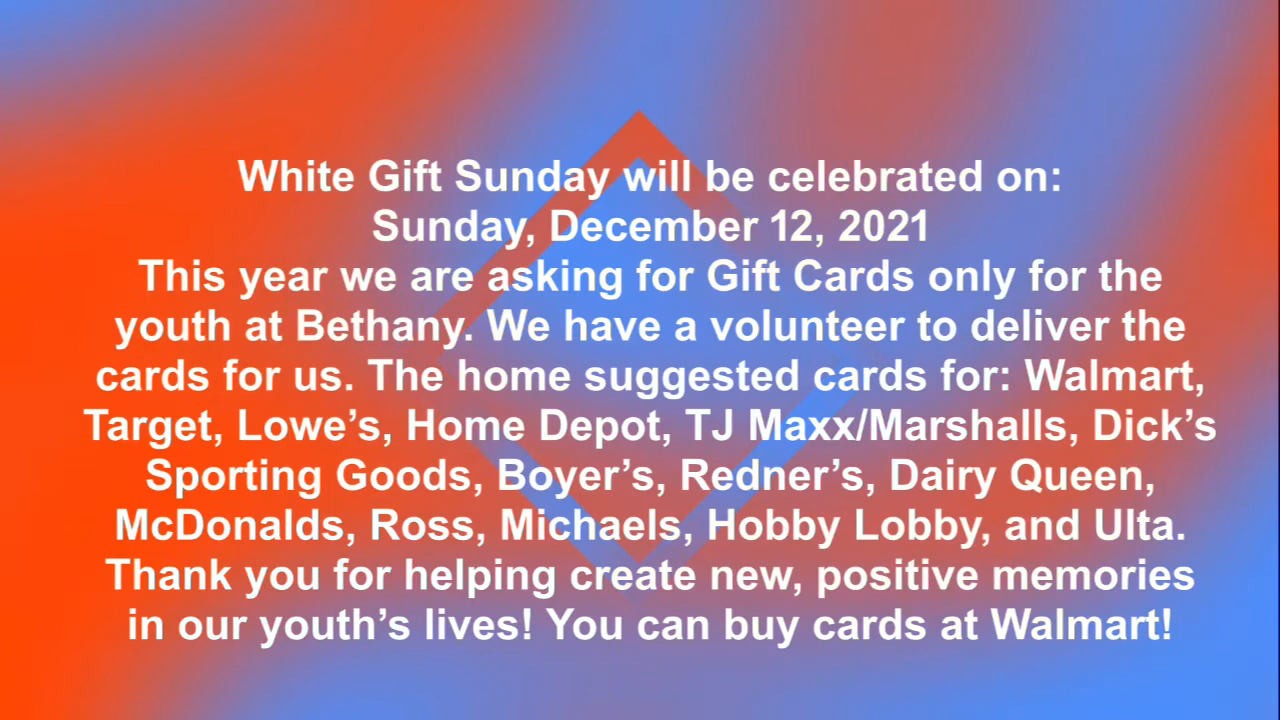 White Gift Sunday will be celebrated on:
Sunday, December 12, 2021
This year we are asking for Gift Cards only for the
youth at Bethany. We have a volunteer to deliver the
cards for us. The home suggested cards for: Walmart,
Target, Lowe’s, Home Depot, TJ Maxx/Marshalls, Dick’s
Sporting Goods, Boyer’s, Redner’s, Dairy Queen,
McDonalds, Ross, Michaels, Hobby Lobby, and Ulta.
Thank you for helping create new, positive memories
in our youth’s lives! You can buy cards at Walmart!